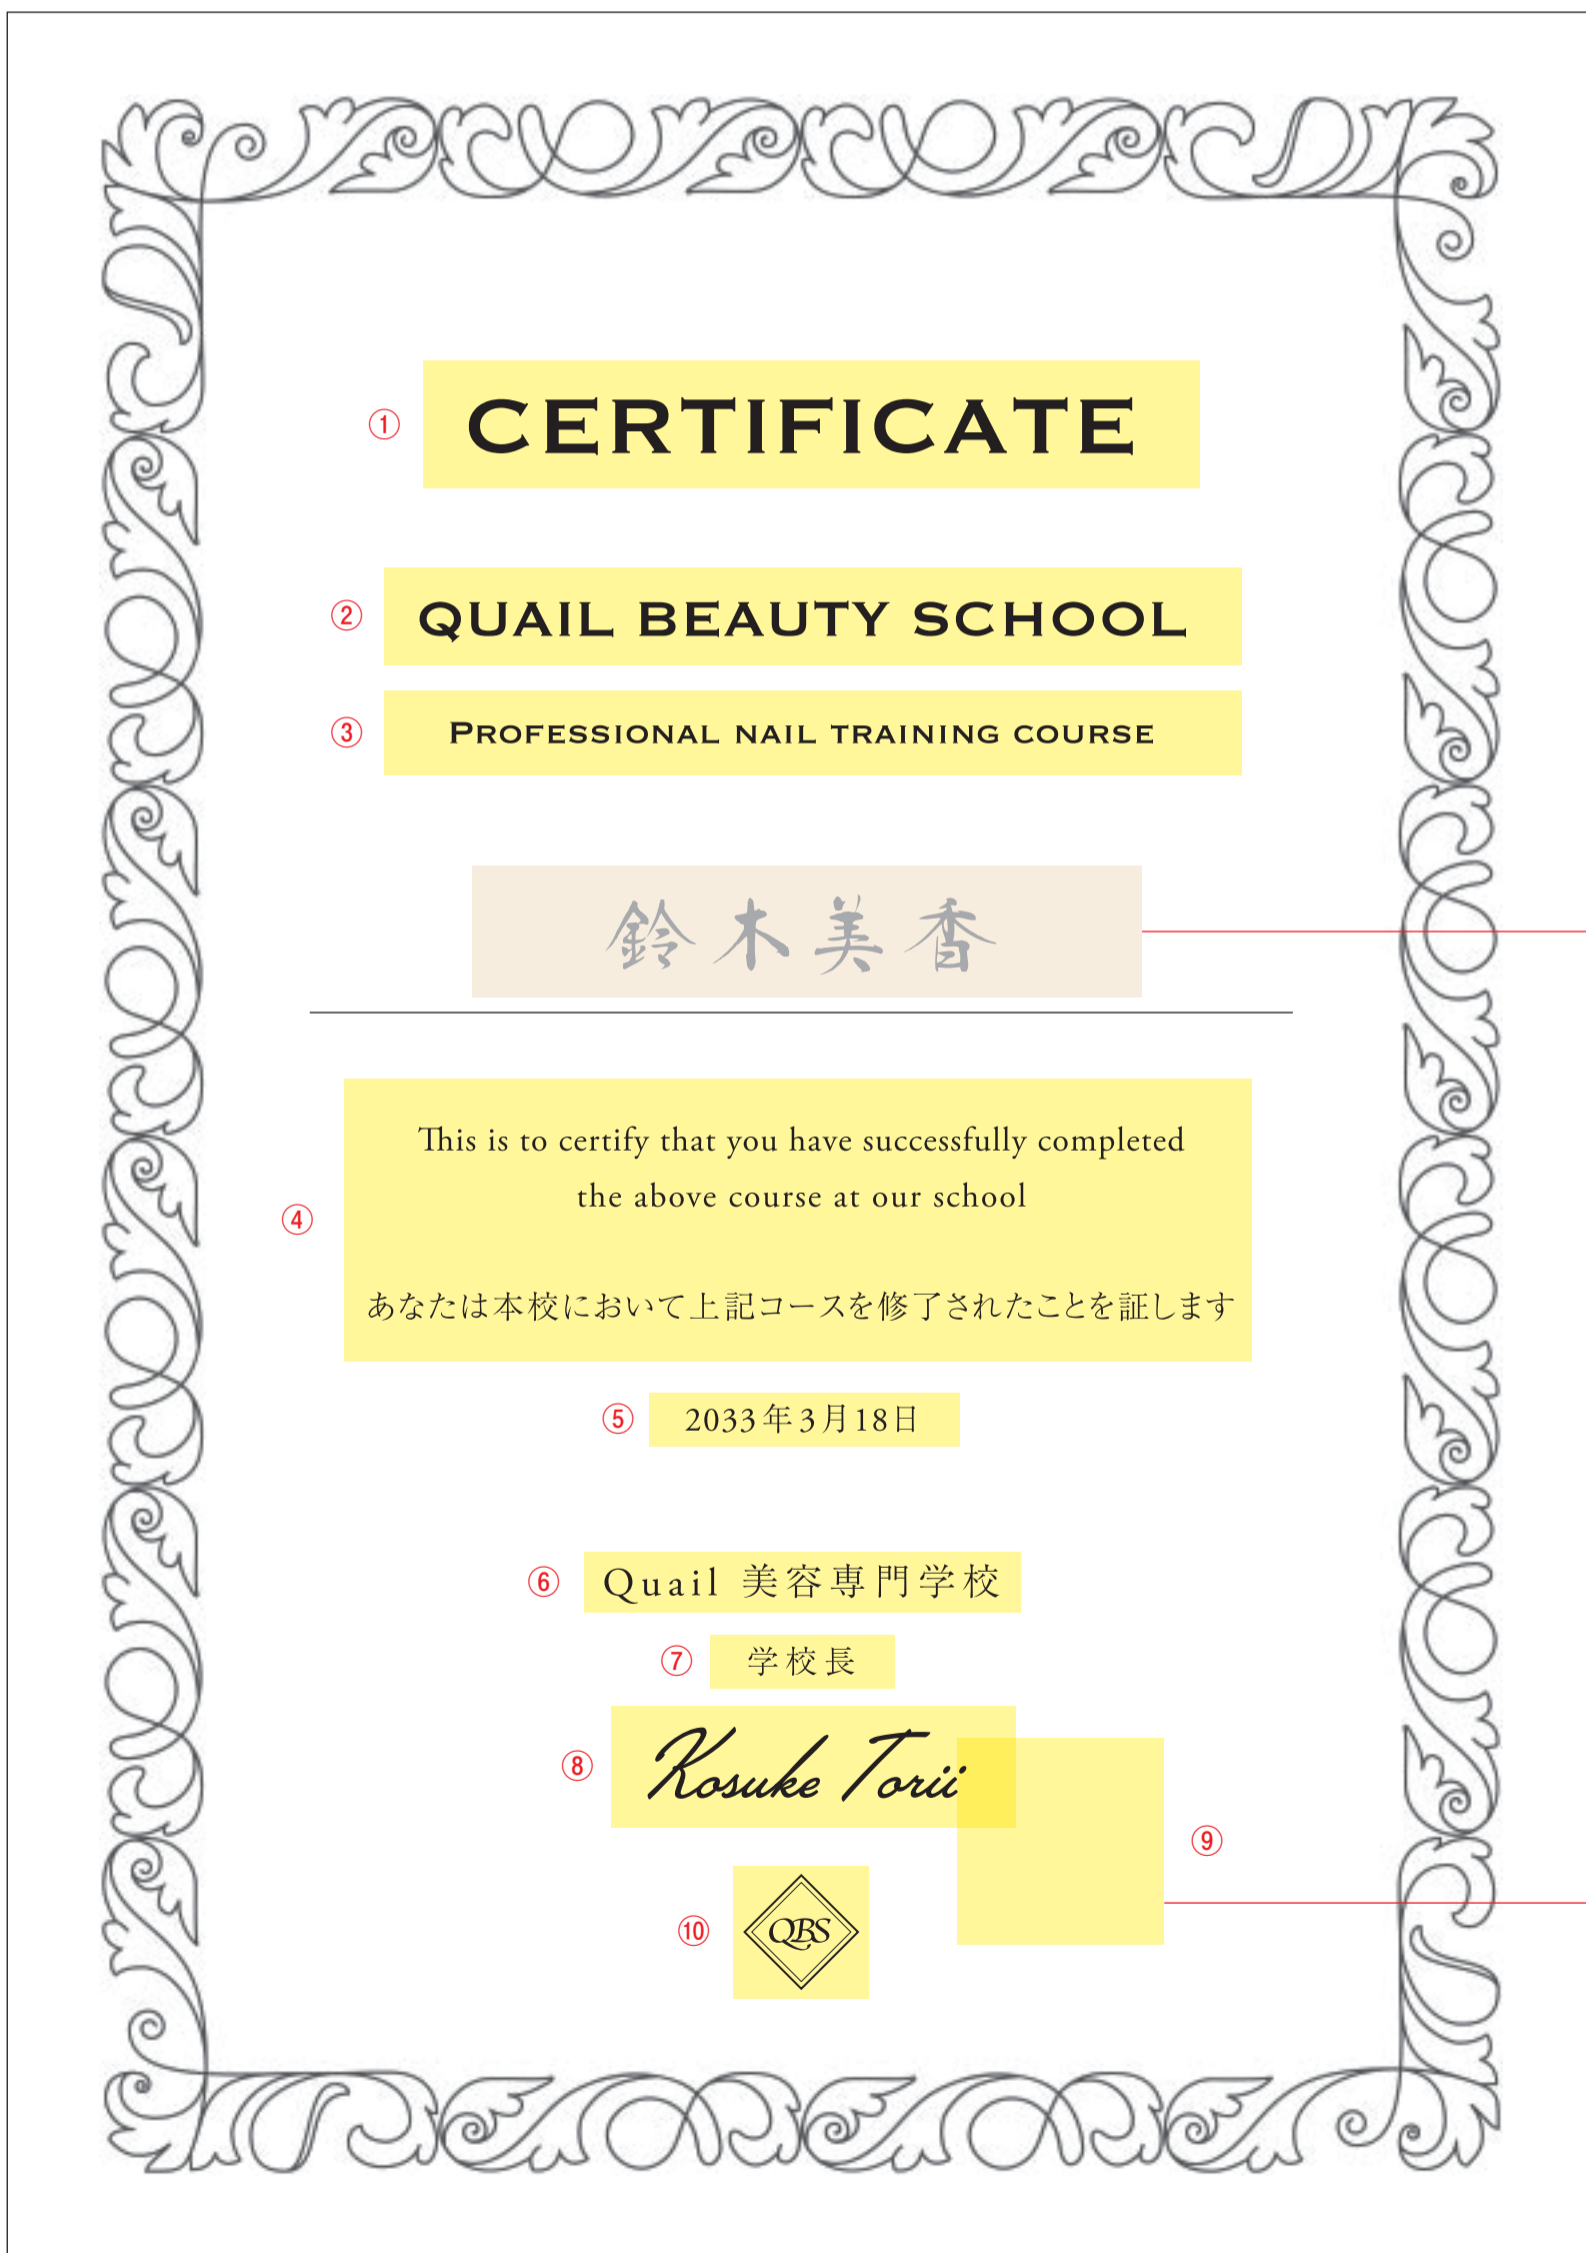 ① CERTIFICATE
② QUAIL BEAUTY SCHOOL
③ PROFESSIONAL NAIL TRAINING COURSE
鈴木美香
④
This is to certify that you have successfully completed
the above course at our school
あなたは本校において上記コースを修了されたことを証します
⑤ 2033年3月18日
⑥ Quail 美容専門学校
⑦ 学校長
⑧ Kosuke Torii
⑨
⑩ QBS